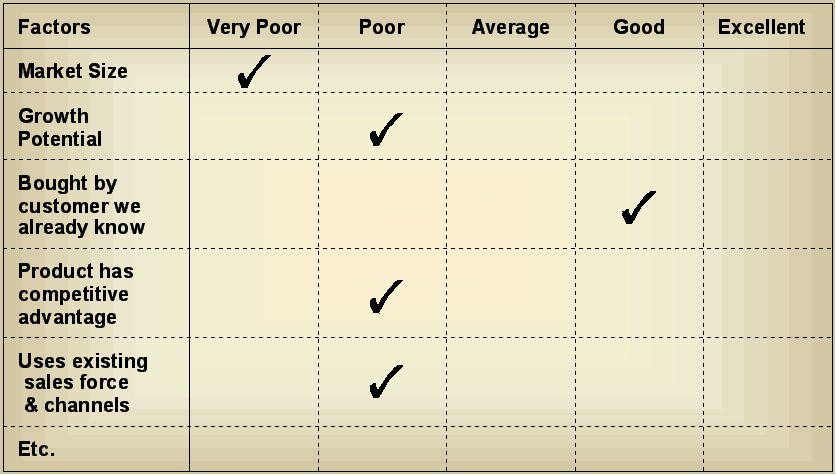 Factors Very Poor Poor Average Good Excellent
Market Size ✓
Growth
Potential ✓
Bought by
customer we
already know ✓
Product has
competitive
advantage ✓
Uses existing
sales force
& channels ✓
Etc.